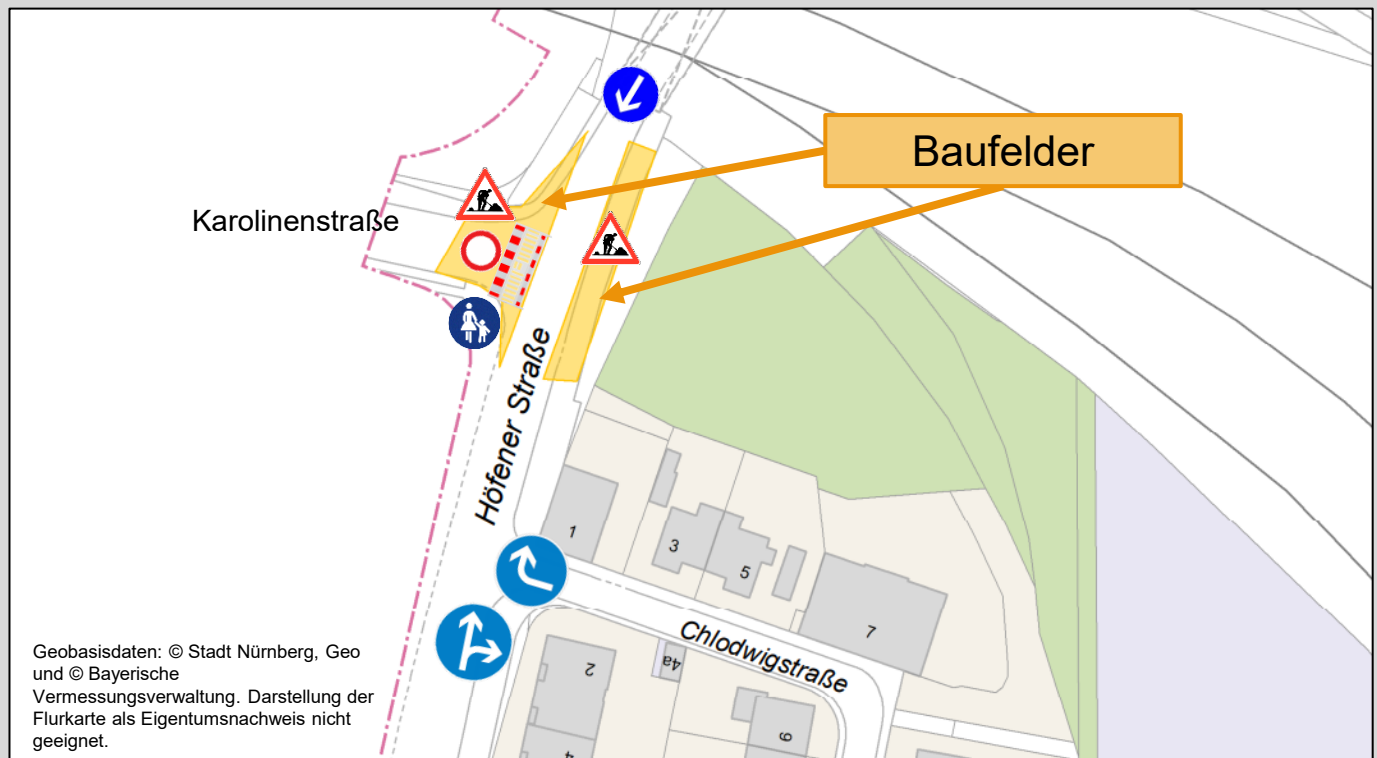 Baufelder
Karolinenstraße
Höfener Straße
1
3
5
7
Chlodwigstraße
2
4a
6
4
Geobasisdaten: © Stadt Nürnberg, Geo
und © Bayerische
Vermessungsverwaltung. Darstellung der
Flurkarte als Eigentumsnachweis nicht
geeignet.